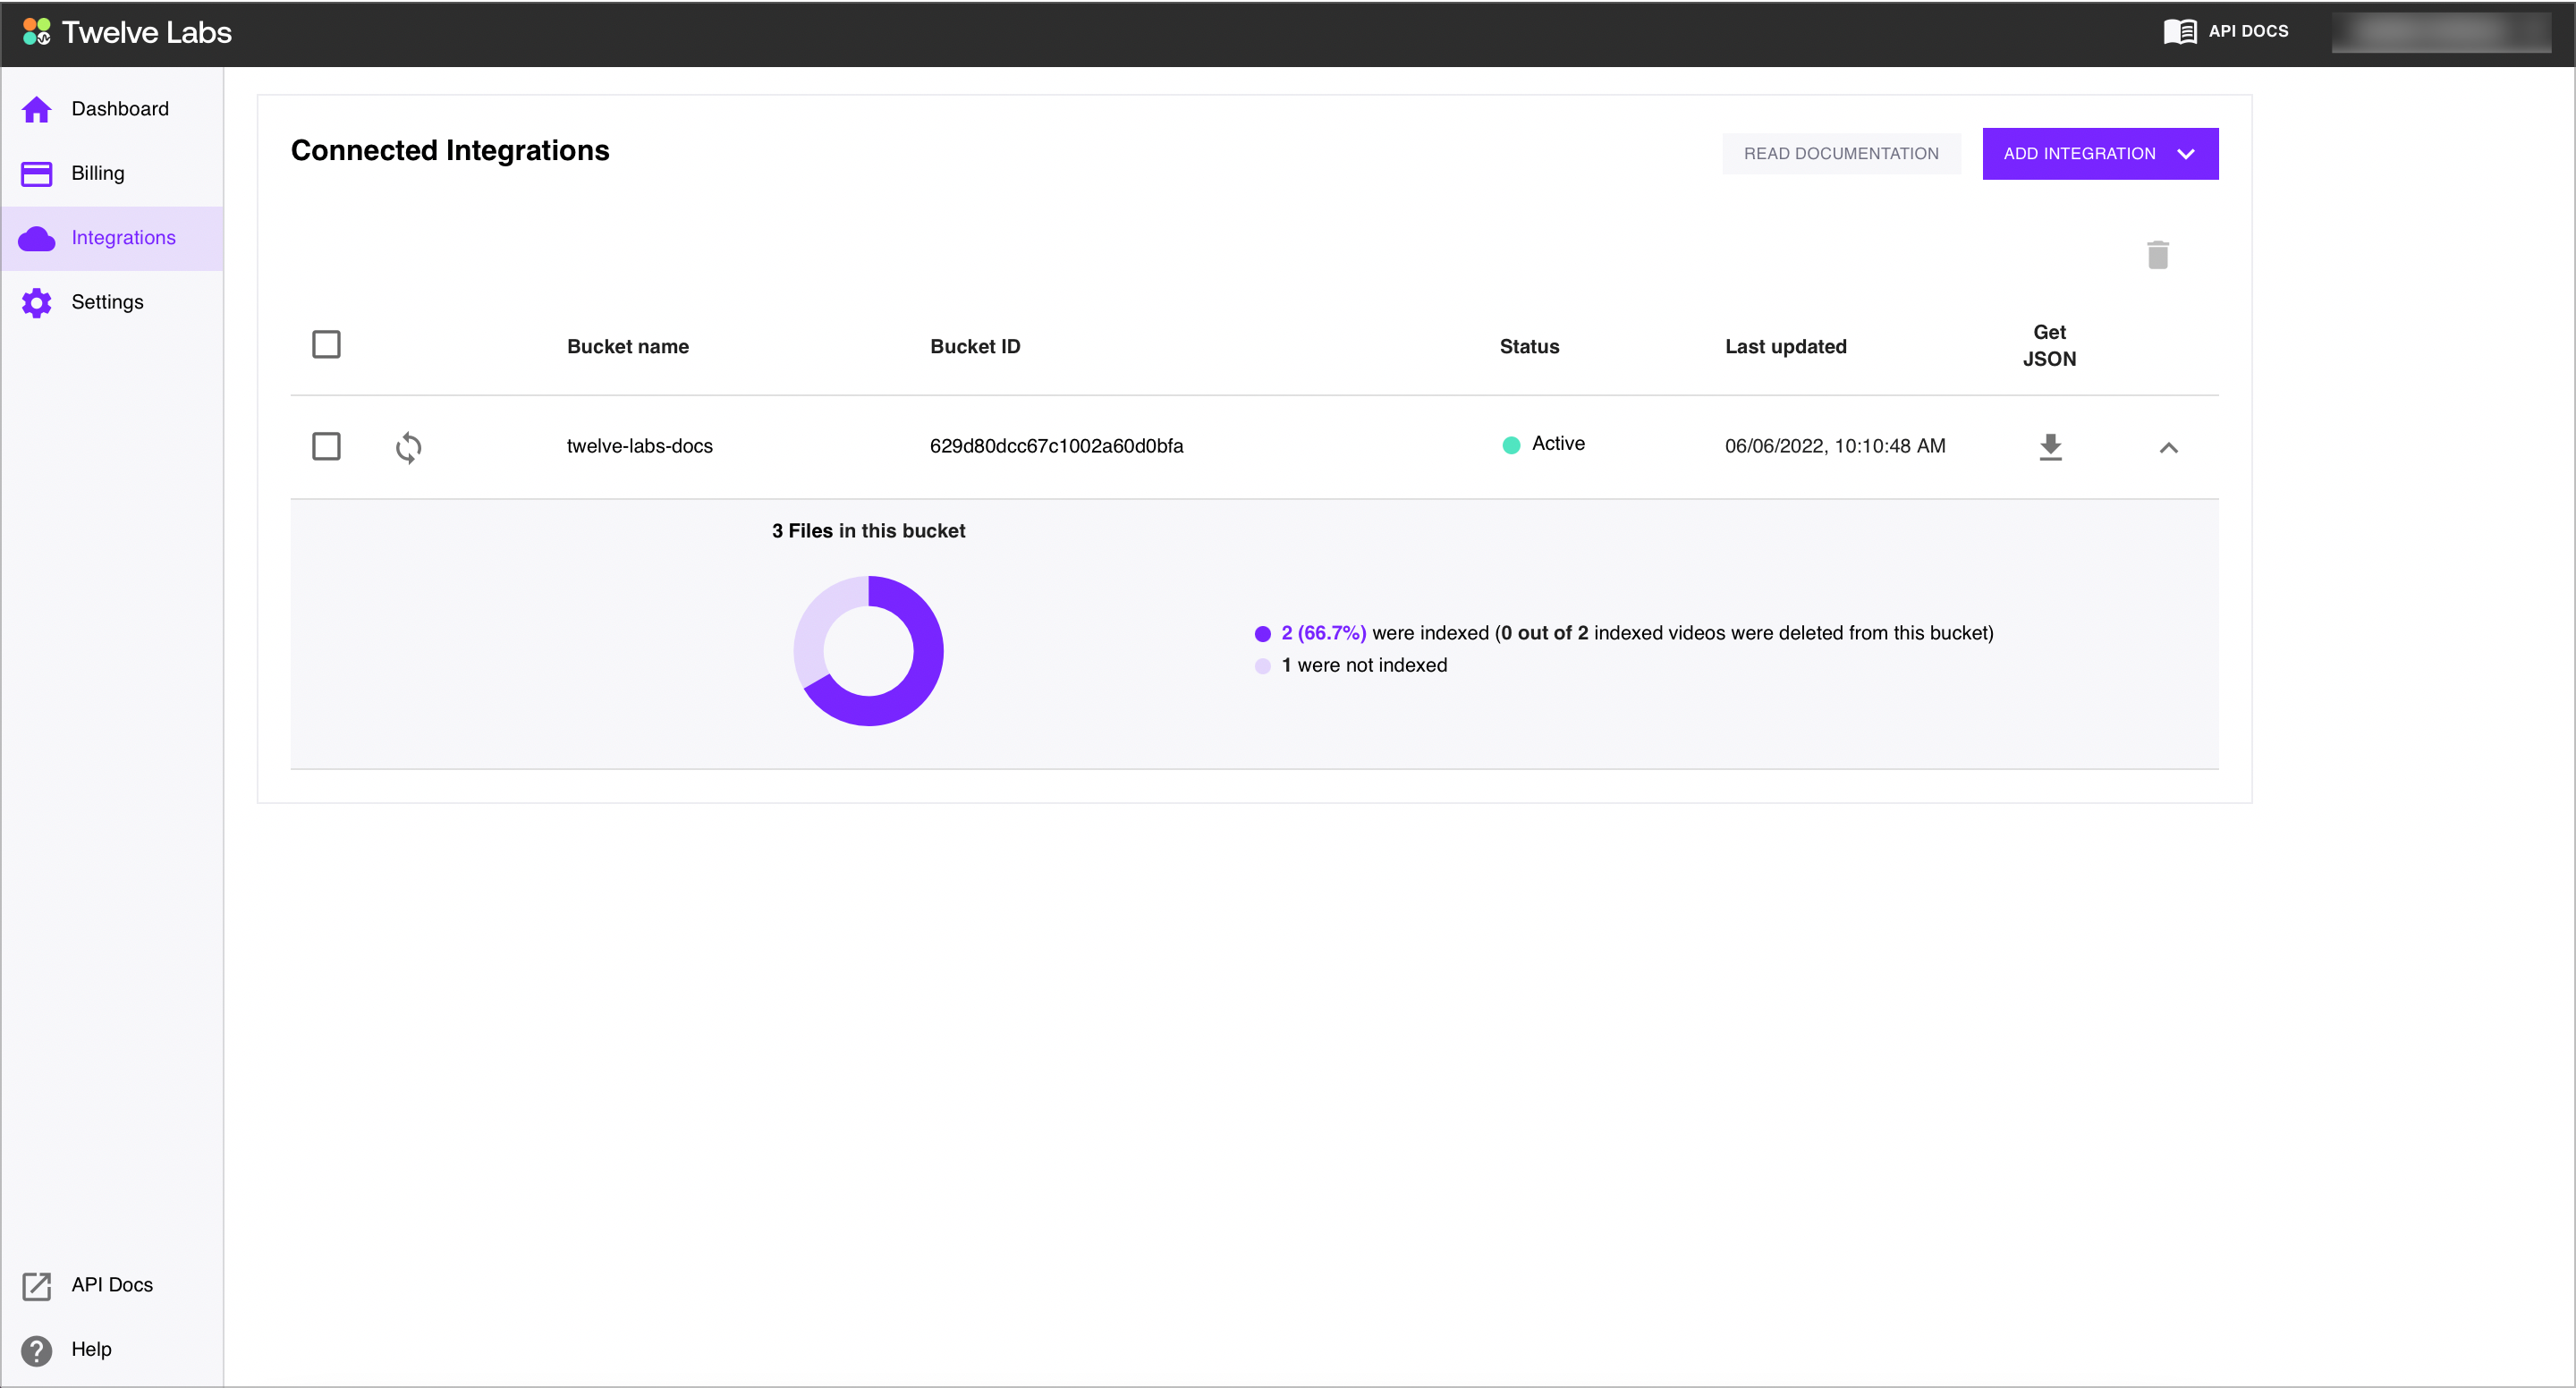 Twelve Labs
API DOCS
Dashboard
Billing
Integrations
Settings
API Docs
Help
Connected Integrations
READ DOCUMENTATION
ADD INTEGRATION
Bucket name Bucket ID Status Last updated Get JSON
twelve-labs-docs 629d80dcc67c1002a60d0bfa Active 06/06/2022, 10:10:48 AM
3 Files in this bucket
2 (66.7%) were indexed (0 out of 2 indexed videos were deleted from this bucket)
1 were not indexed